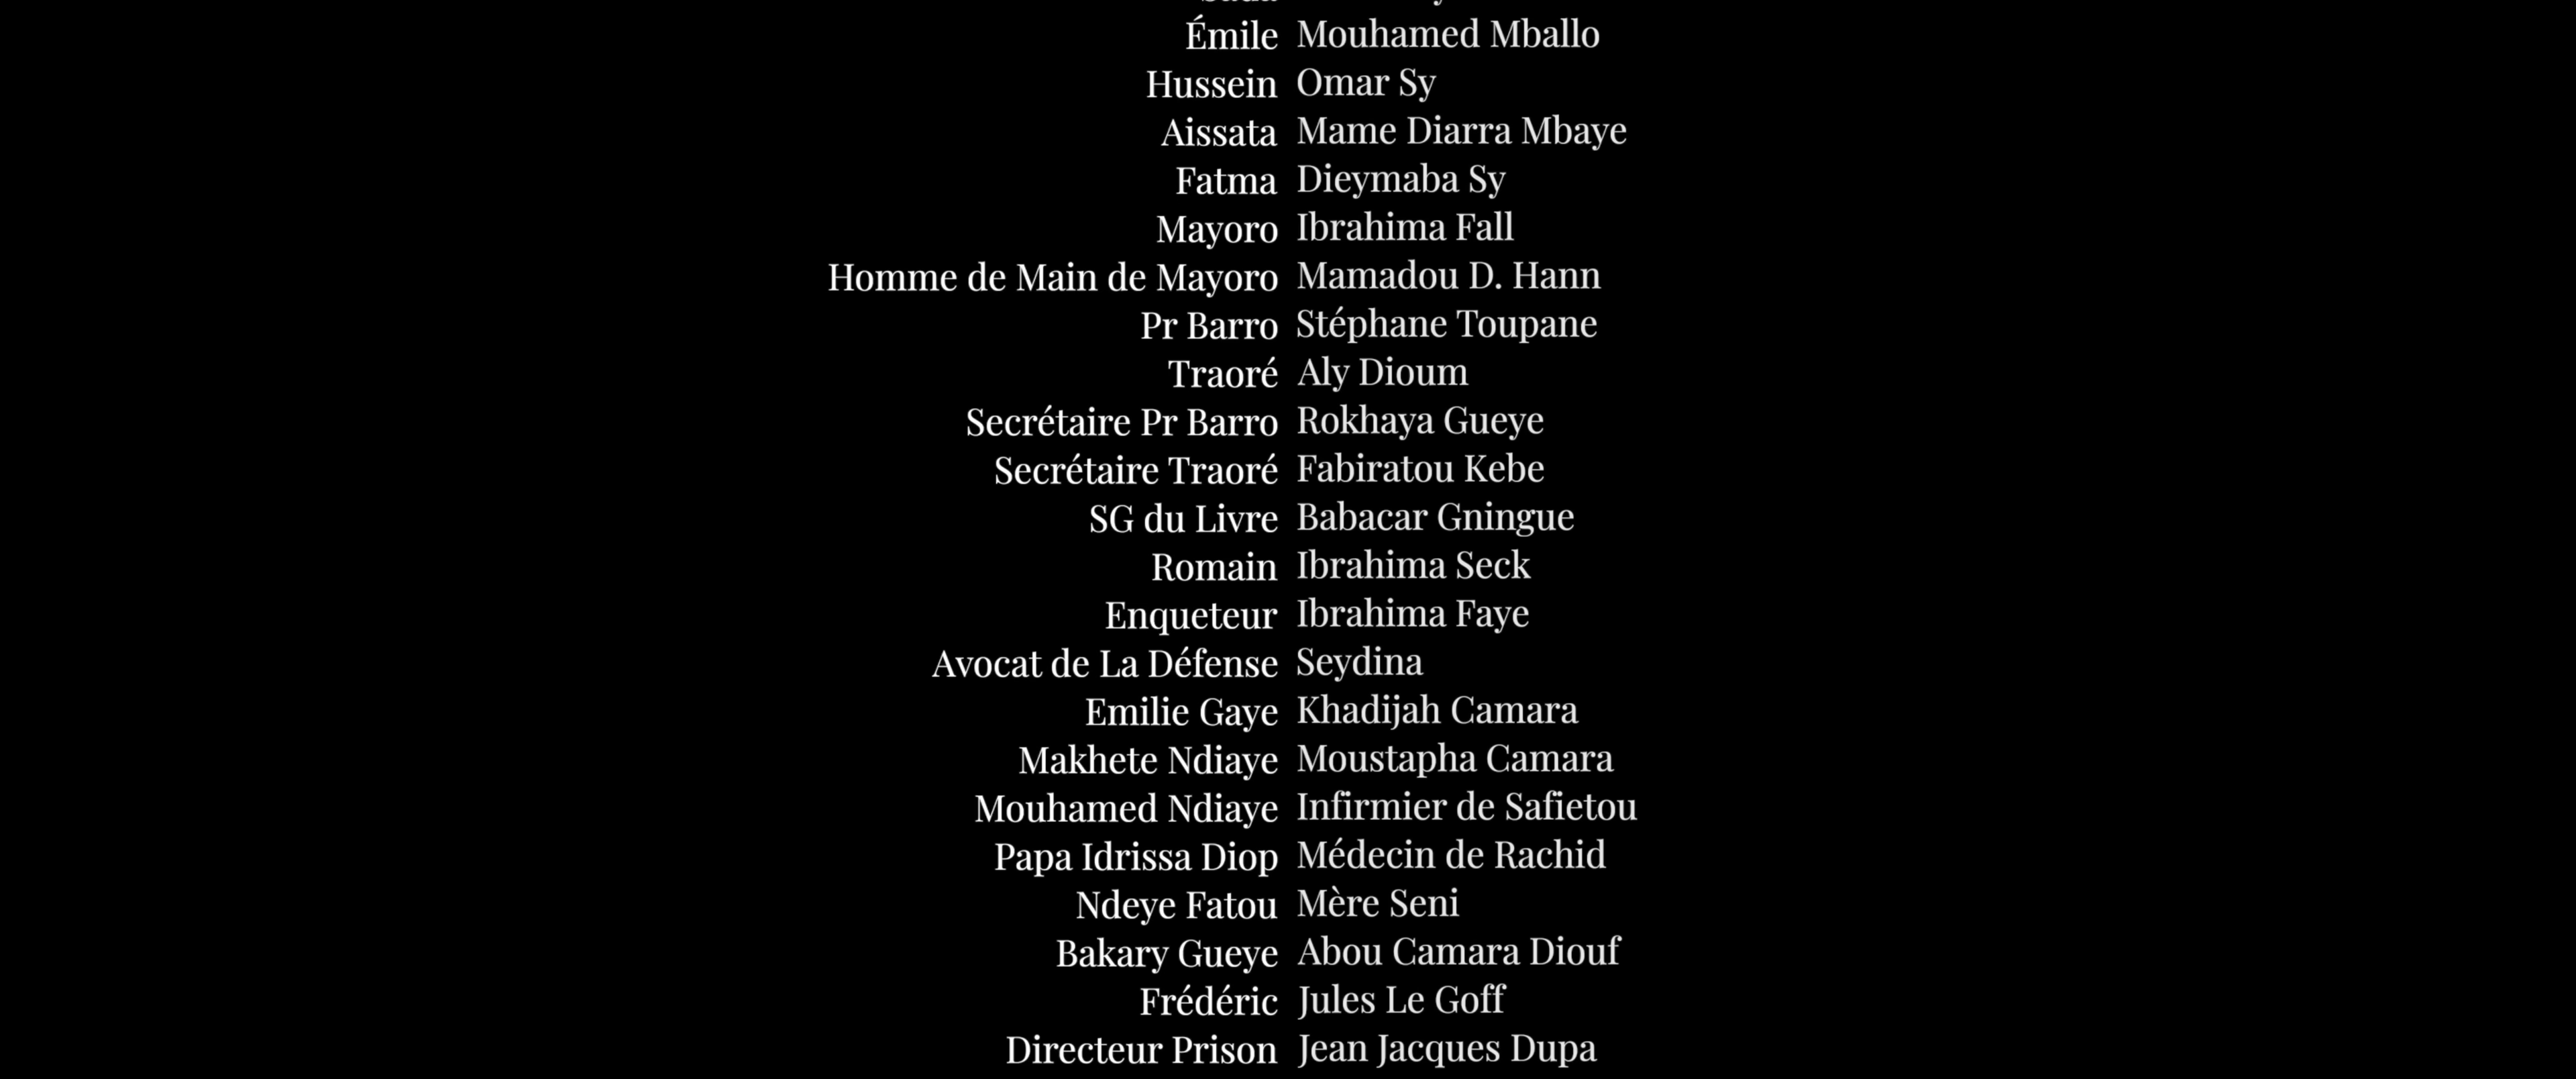 Émile Mouhamed Mballo
Hussein Omar Sy
Aissata Mame Diarra Mbaye
Fatma Dieymaba Sy
Mayoro Ibrahima Fall
Homme de Main de Mayoro Mamadou D. Hann
Pr Barro Stéphane Toupane
Traoré Aly Dioum
Secrétaire Pr Barro Rokhaya Gueye
Secrétaire Traoré Fabiratou Kebe
SG du Livre Babacar Gningue
Romain Ibrahima Seck
Enqueteur Ibrahima Faye
Avocat de La Défense Seydina
Emilie Gaye Khadijah Camara
Makhete Ndiaye Moustapha Camara
Mouhamed Ndiaye Infirmier de Safietou
Papa Idrissa Diop Médecin de Rachid
Ndeye Fatou Mère Seni
Bakary Gueye Abou Camara Diouf
Frédéric Jules Le Goff
Directeur Prison Jean Jacques Dupa